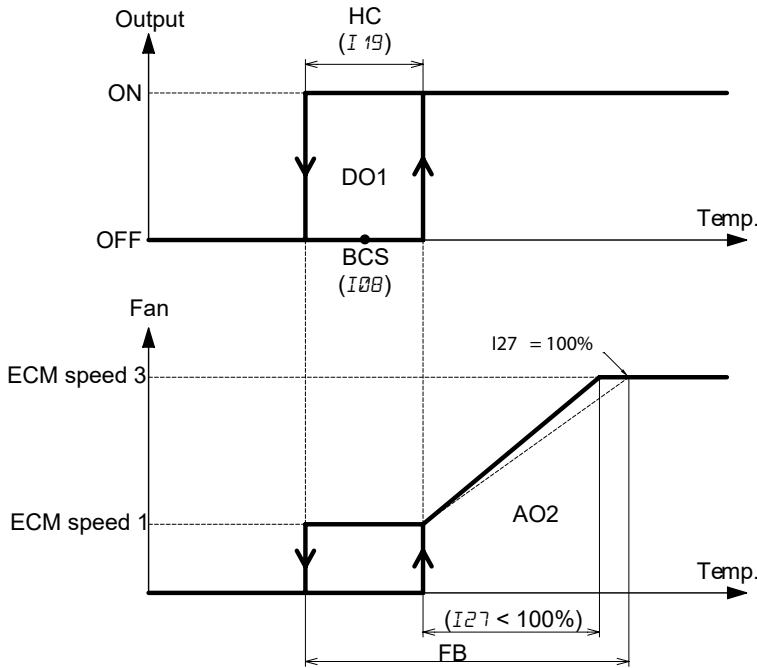 Output
HC
(I19)
ON
DO1
Temp.
OFF
BCS
(I08)
Fan
I27 = 100%
ECM speed 3
ECM speed 1
AO2
Temp.
(I27 < 100%)
FB